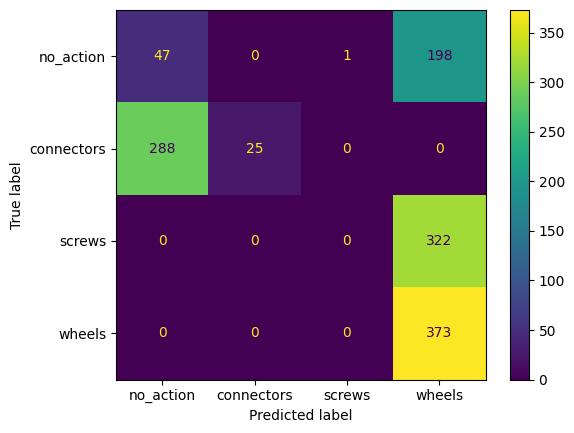 no_action 47 0 1 198
connectors 288 25 0 0
screws 0 0 0 322
wheels 0 0 0 373
no_action connectors screws wheels
Predicted label
True label
350
300
250
200
150
100
50
0